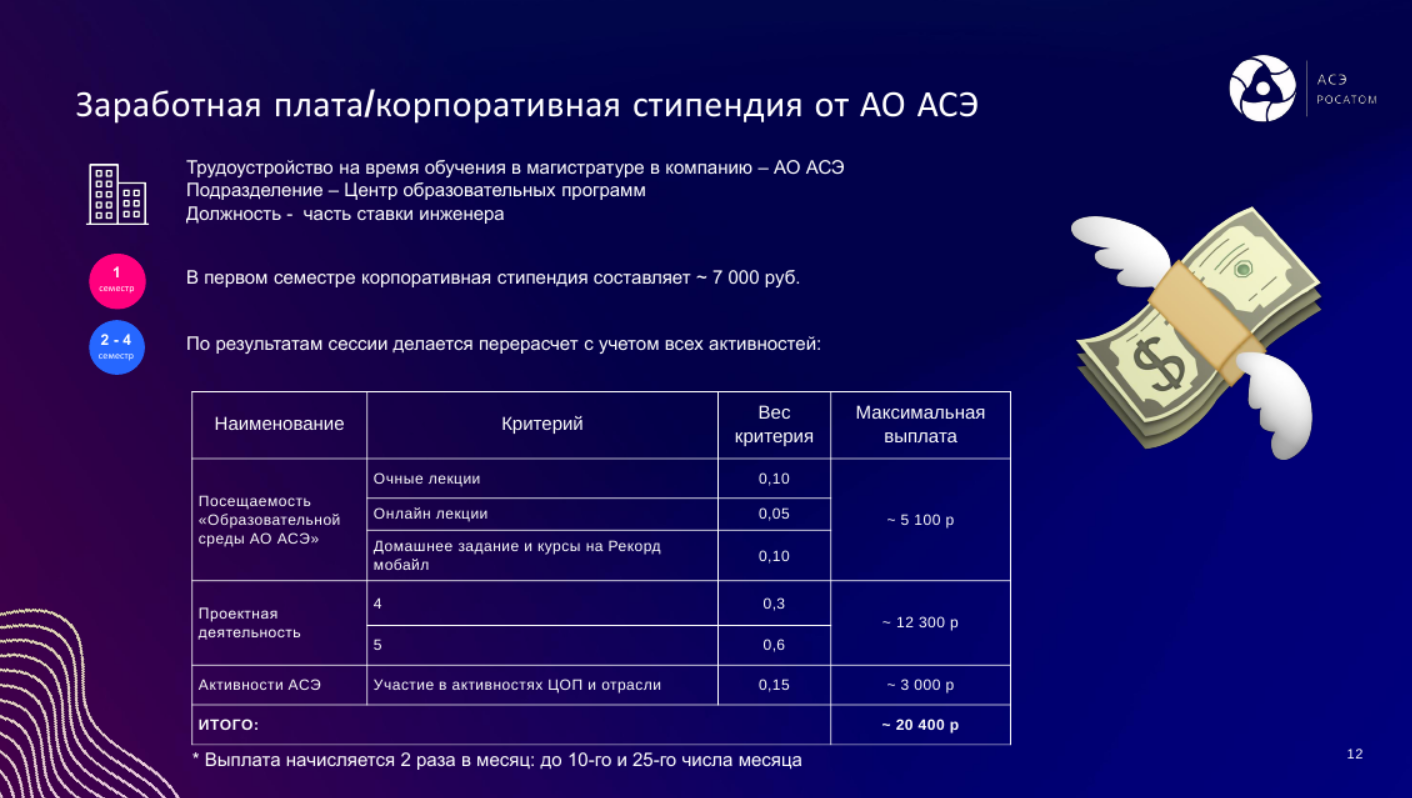 АСЭ
РОСАТОМ
Заработная плата/корпоративная стипендия от АО АСЭ
Трудоустройство на время обучения в магистратуре в компанию – АО АСЭ
Подразделение – Центр образовательных программ
Должность - часть ставки инженера
1
семестр
В первом семестре корпоративная стипендия составляет ~ 7 000 руб.
2 - 4
семестр
По результатам сессии делается перерасчет с учетом всех активностей:
Наименование
Критерий
Вес
критерия
Максимальная
выплата
Посещаемость
«Образовательной
среды АО АСЭ»
Очные лекции
0,10
Онлайн лекции
0,05
Домашнее задание и курсы на Рекорд
мобайл
0,10
~ 5 100 р
Проектная
деятельность
4
0,3
5
0,6
~ 12 300 р
Активности АСЭ
Участие в активностях ЦОП и отрасли
0,15
~ 3 000 р
ИТОГО:
~ 20 400 р
* Выплата начисляется 2 раза в месяц: до 10-го и 25-го числа месяца
12
$